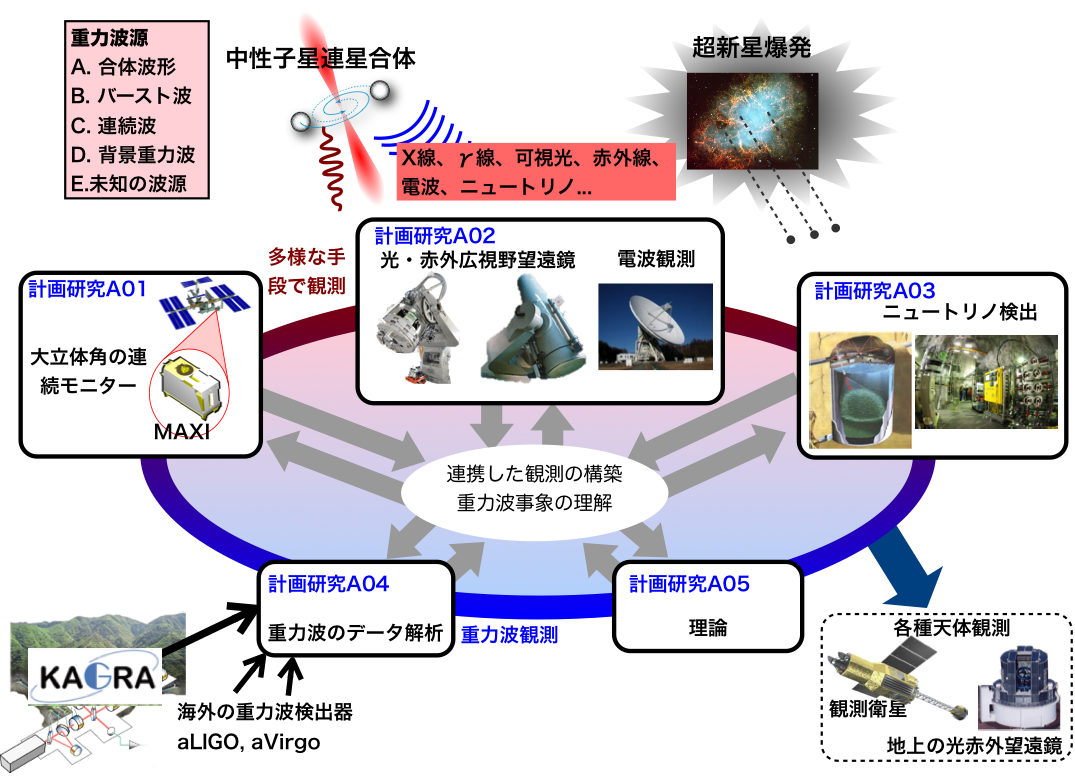 重力波源
A. 合体波形
B. バースト波
C. 連続波
D. 背景重力波
E.未知の波源
中性子星連星合体
超新星爆発
X線、γ線、可視光、赤外線、
電波、ニュートリノ...
多様な手
段で観測
計画研究A01
大立体角の連
続モニター
MAXI
計画研究A02
光・赤外広視野望遠鏡
電波観測
計画研究A03
ニュートリノ検出
連携した観測の構築
重力波事象の理解
計画研究A04
重力波のデータ解析
重力波観測
計画研究A05
理論
KAGRA
海外の重力波検出器
aLIGO, aVirgo
各種天体観測
観測衛星
地上の光赤外望遠鏡